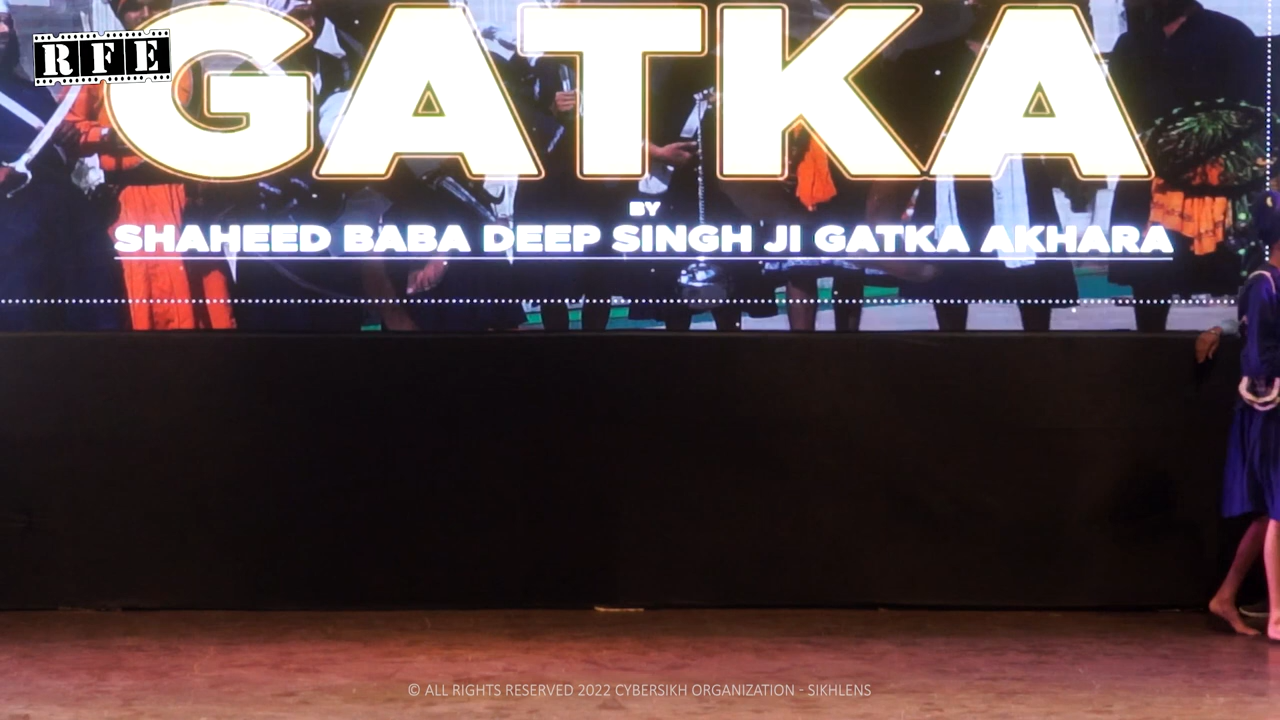 RFE
GATKA
BY
SHAHEED BABA DEEP SINGH JI GATKA AKHARA
© ALL RIGHTS RESERVED 2022 CYBERSIKH ORGANIZATION - SIKHLENS